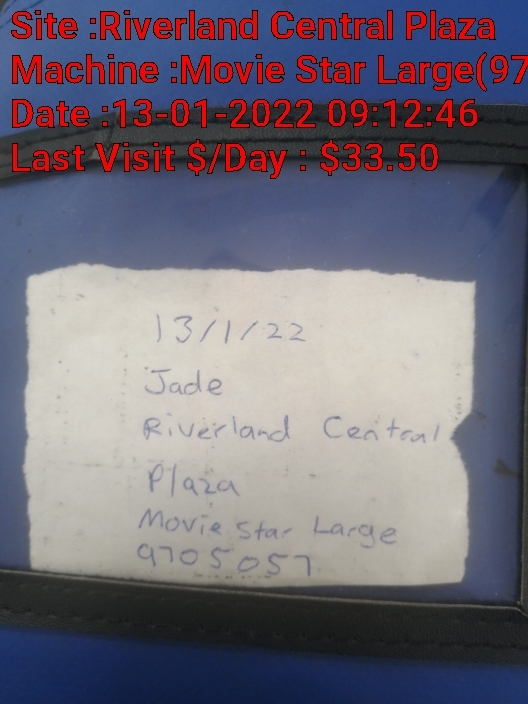 Site :Riverland Central Plaza
Machine :Movie Star Large(97
Date :13-01-2022 09:12:46
Last Visit $/Day : $33.50
13/1/22
Jade
Riverland Central
Plaza
Movie Star Large
9705057